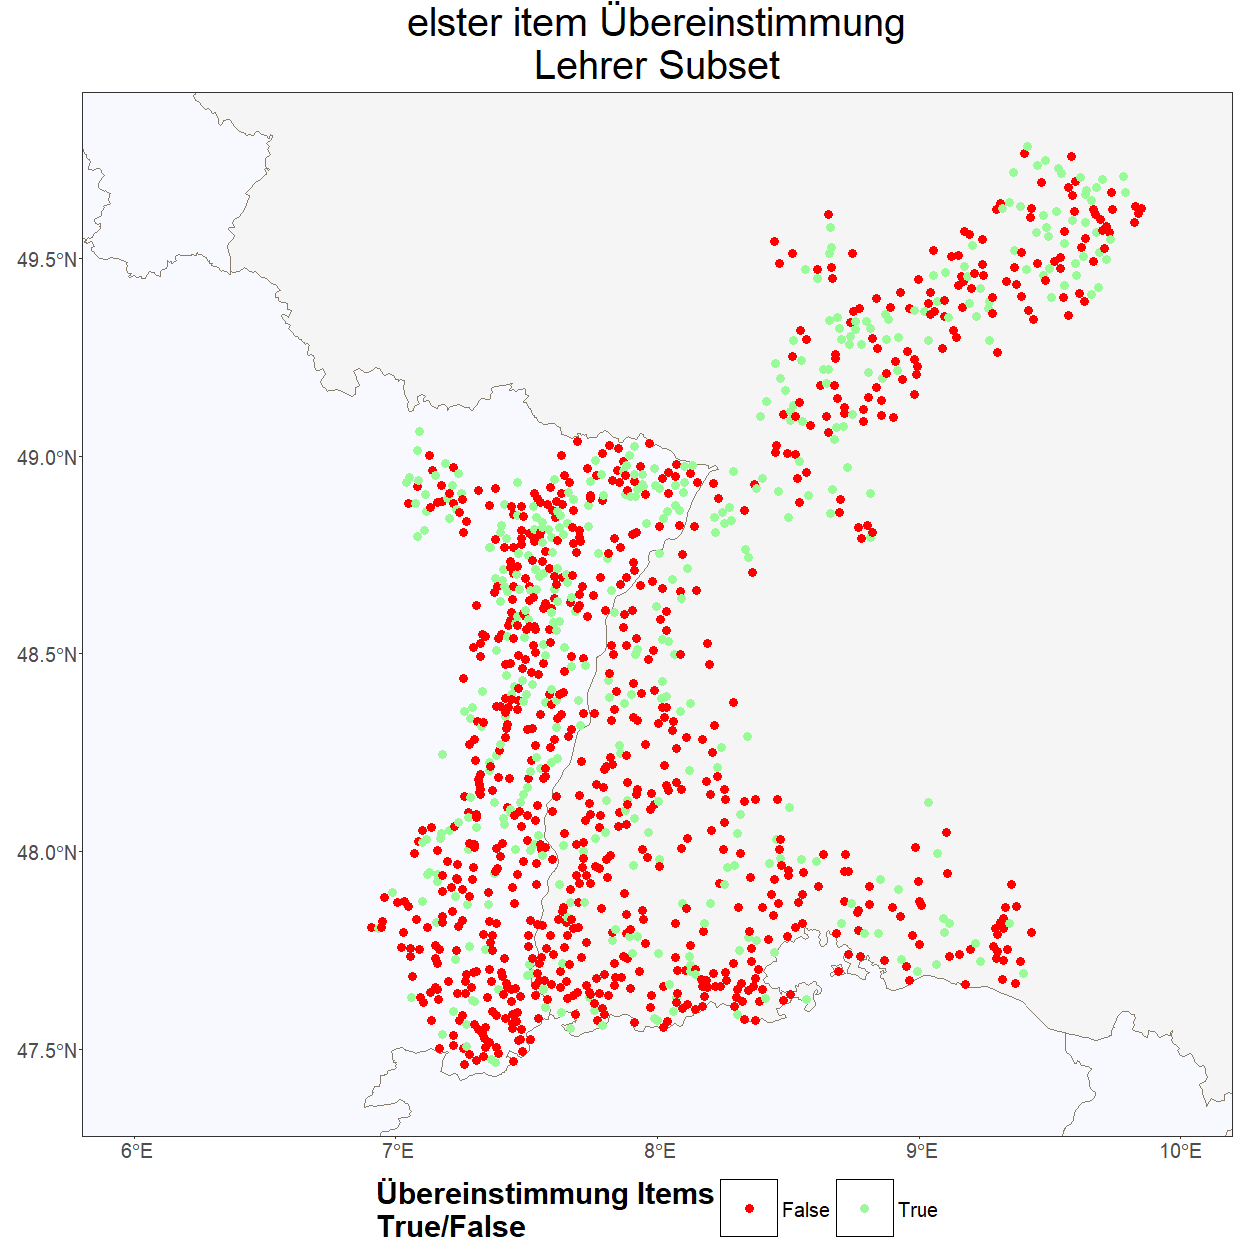 elster item Übereinstimmung
Lehrer Subset
49.5°N
49.0°N
48.5°N
48.0°N
47.5°N
6°E
7°E
8°E
9°E
10°E
Übereinstimmung Items
True/False
False
True